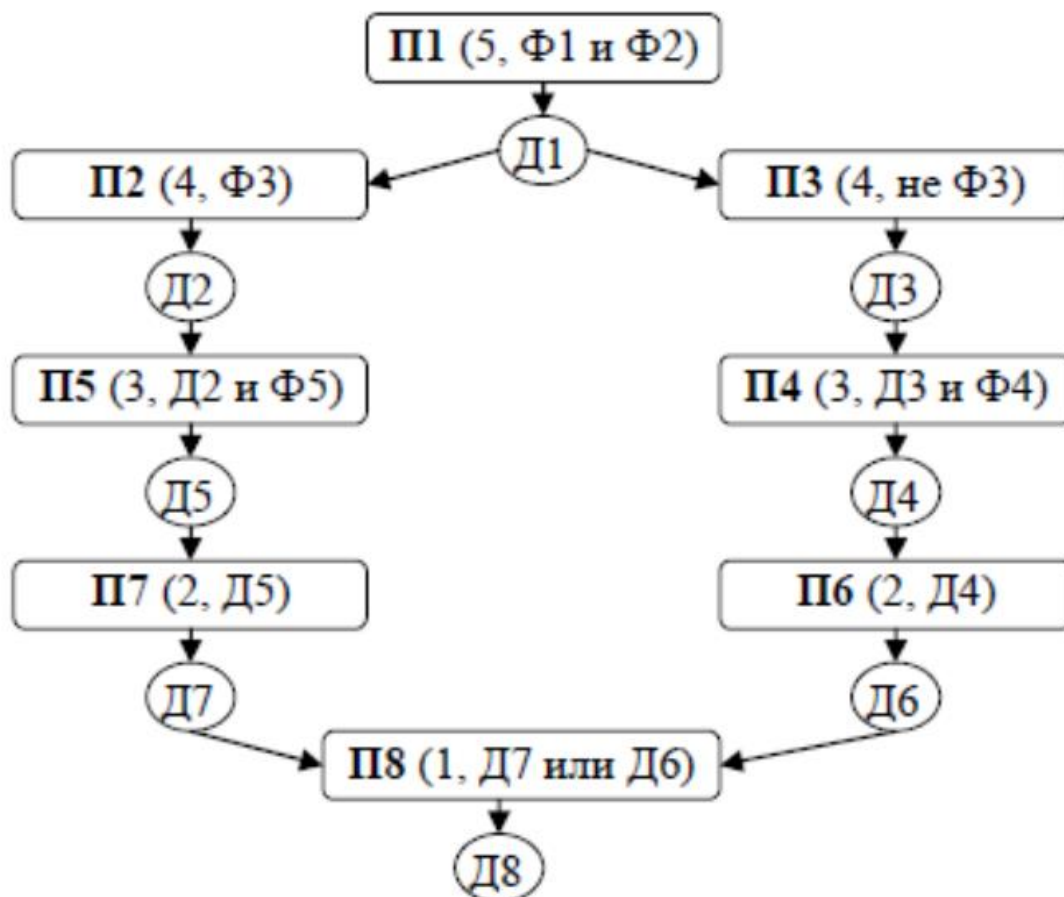 П1 (5, Ф1 и Ф2)
Д1
П2 (4, Ф3)
П3 (4, не Ф3)
Д2
Д3
П5 (3, Д2 и Ф5)
П4 (3, Д3 и Ф4)
Д5
Д4
П7 (2, Д5)
П6 (2, Д4)
Д7
Д6
П8 (1, Д7 или Д6)
Д8